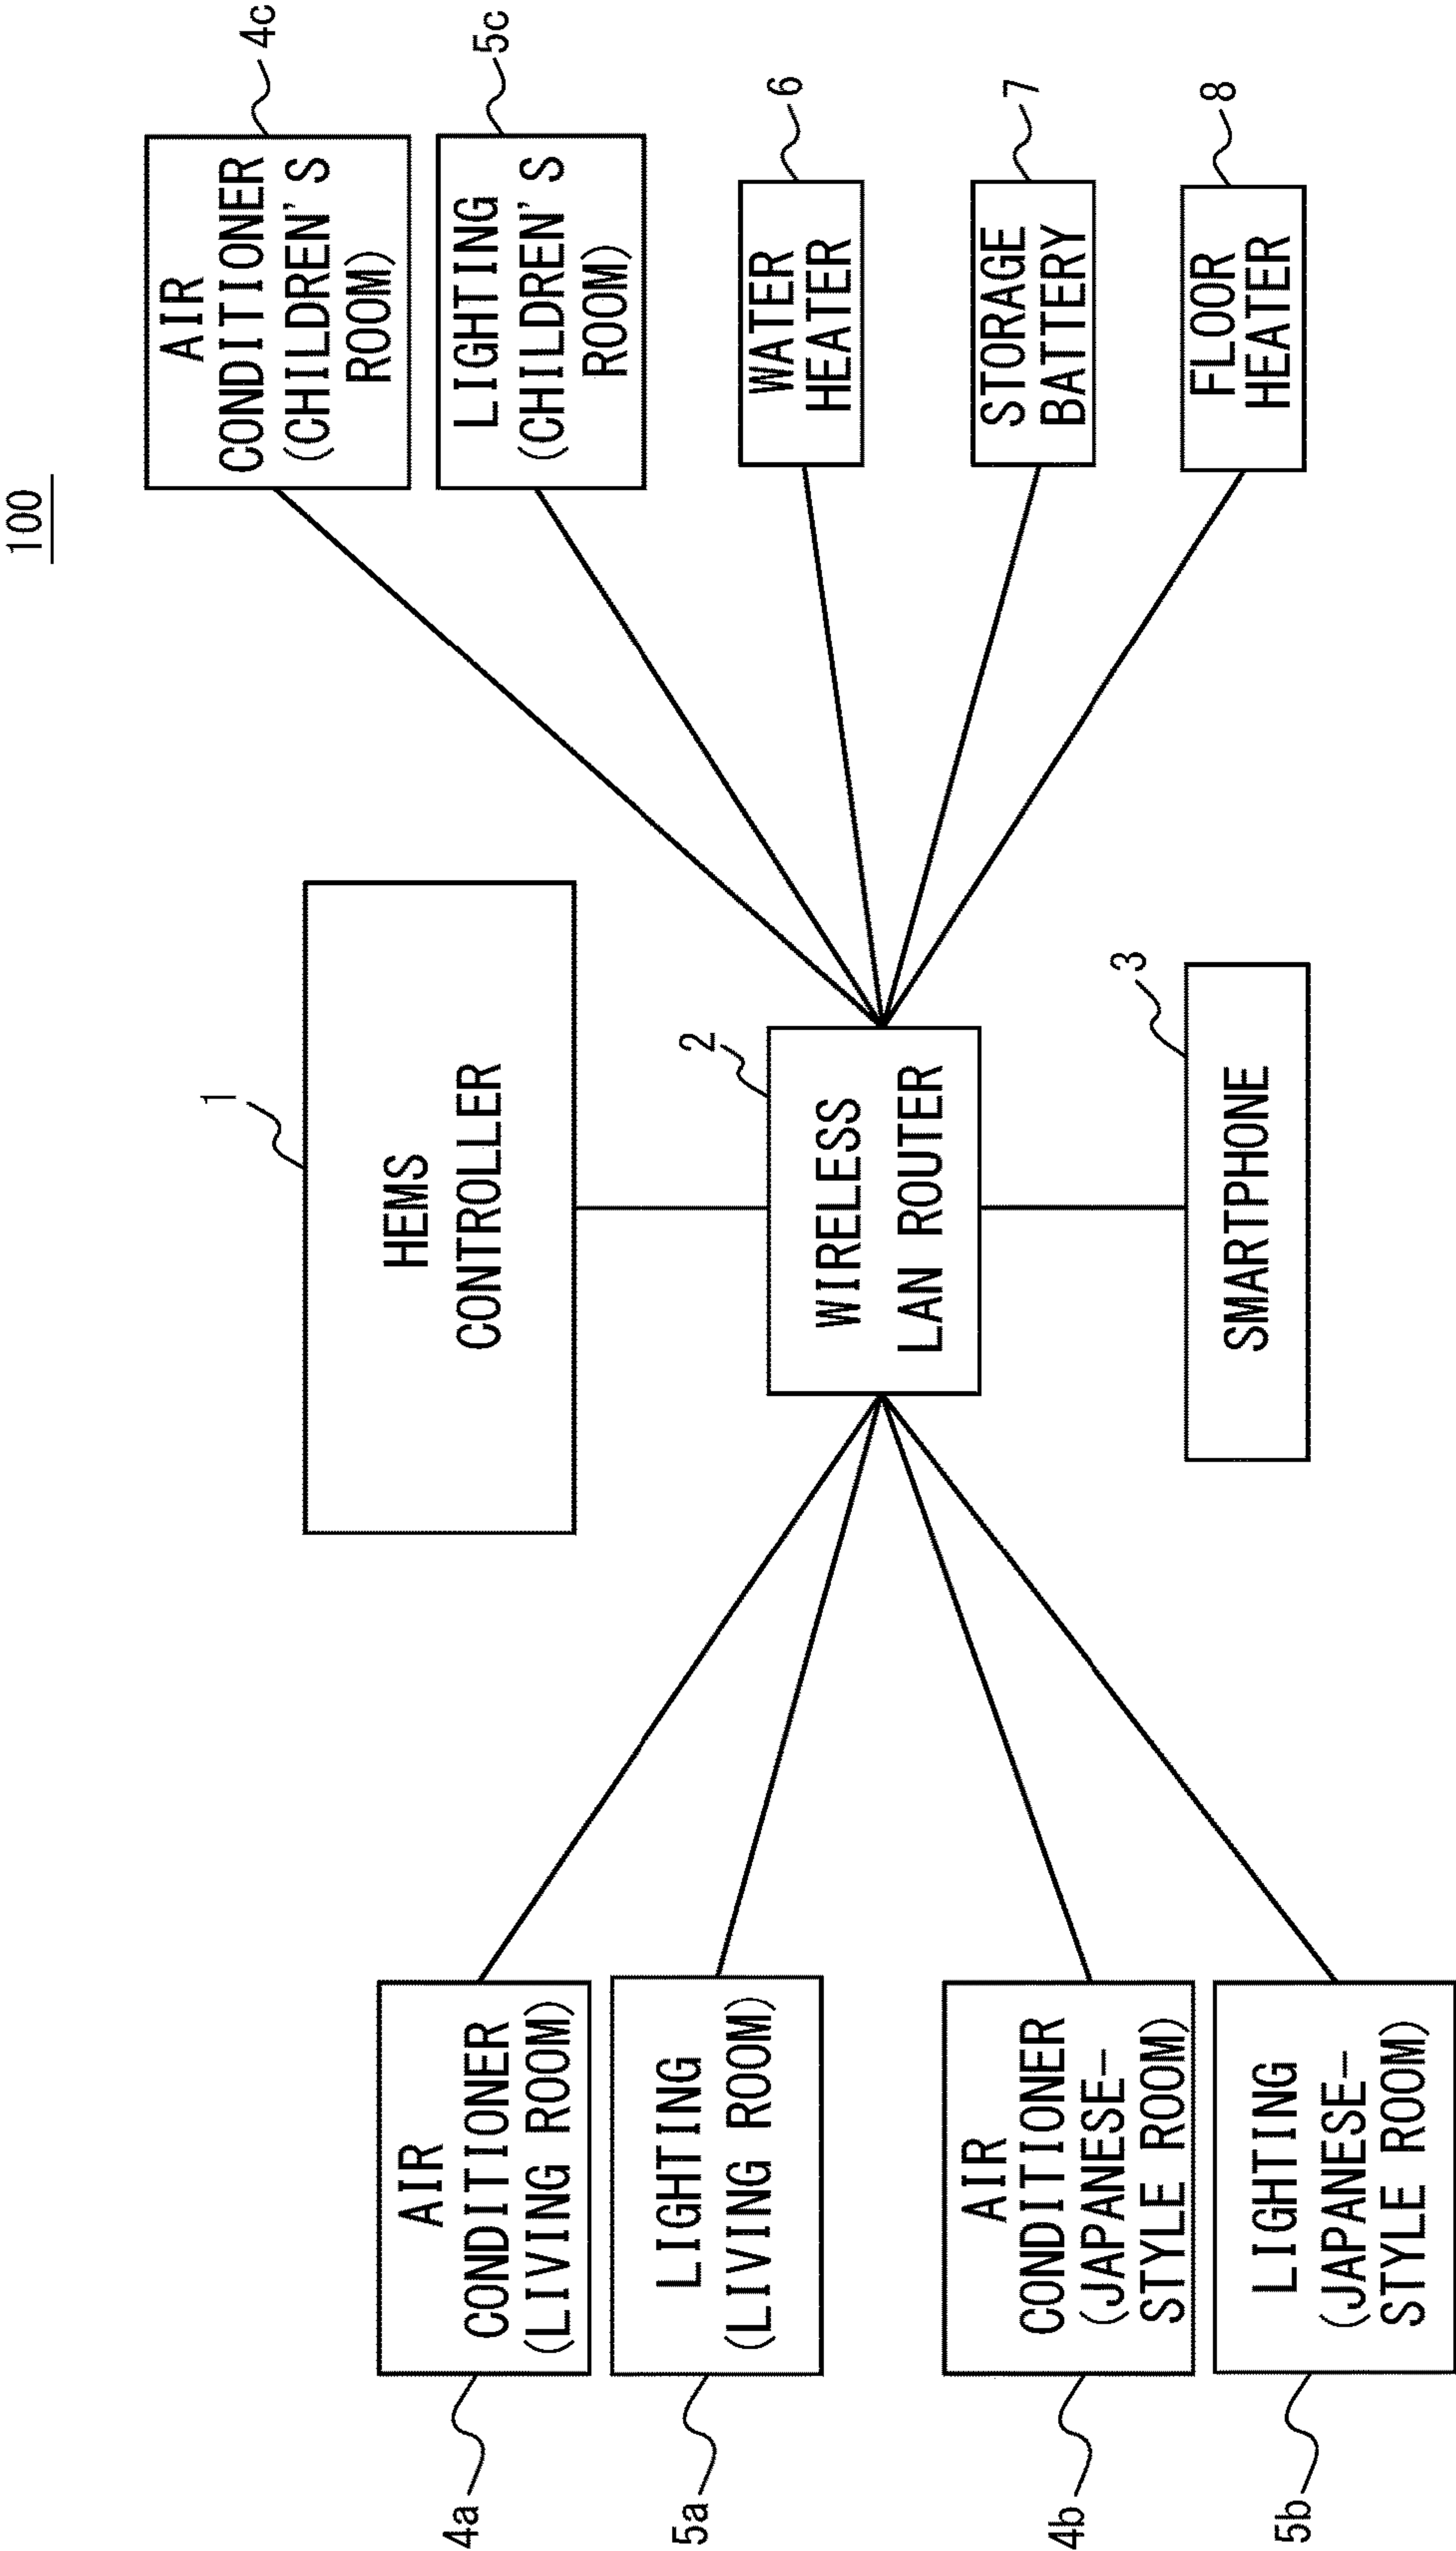 100
1
HEMS
CONTROLLER
4a
AIR
CONDITIONER
(LIVING ROOM)
5a
LIGHTING
(LIVING ROOM)
4b
AIR
CONDITIONER
(JAPANESE-
STYLE ROOM)
5b
LIGHTING
(JAPANESE-
STYLE ROOM)
2
WIRELESS
LAN ROUTER
3
SMARTPHONE
AIR
CONDITIONER
(CHILDREN'S
ROOM)
4c
LIGHTING
(CHILDREN'S
ROOM)
5c
WATER
HEATER
6
STORAGE
BATTERY
7
FLOOR
HEATER
8